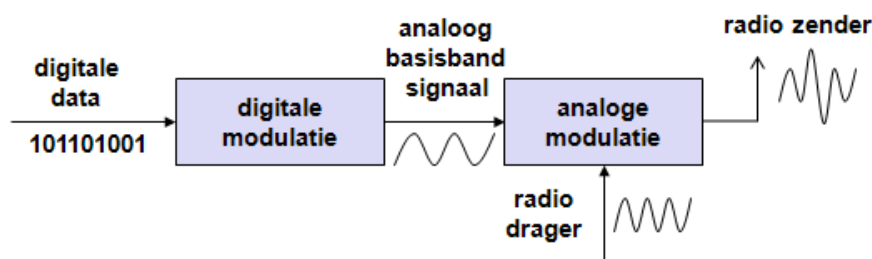 digitale
data
101101001
digitale
modulatie
analoog
basisband
signaal
analoge
modulatie
radio
drager
radio zender